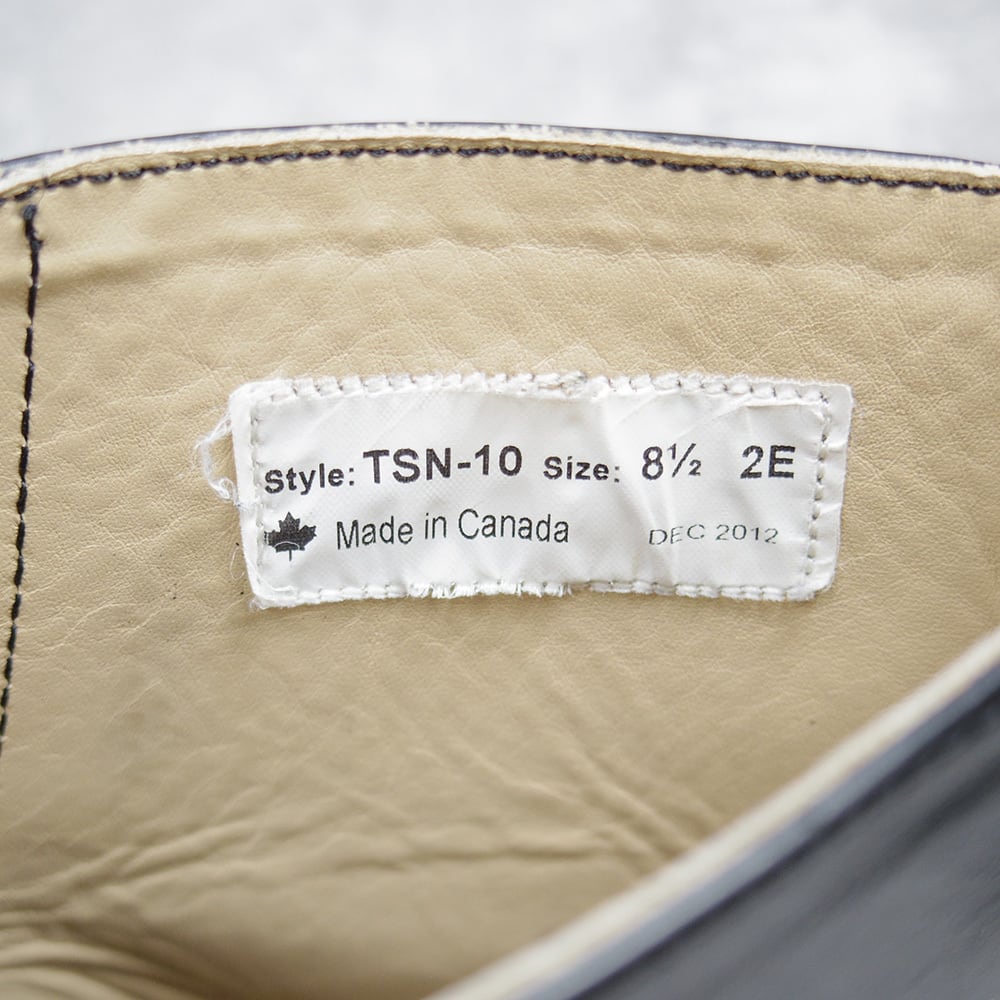 Style: TSN-10 Size: 8½ 2E
Made in Canada DEC 2012